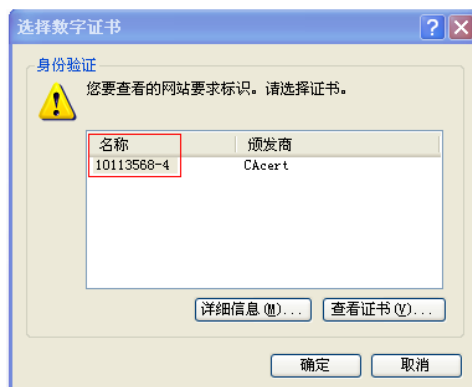 选择数字证书
身份验证
您要查看的网站要求标识。请选择证书。
名称 颁发商
10113568-4 CAcert
详细信息(M)... 查看证书(V)...
确定 取消